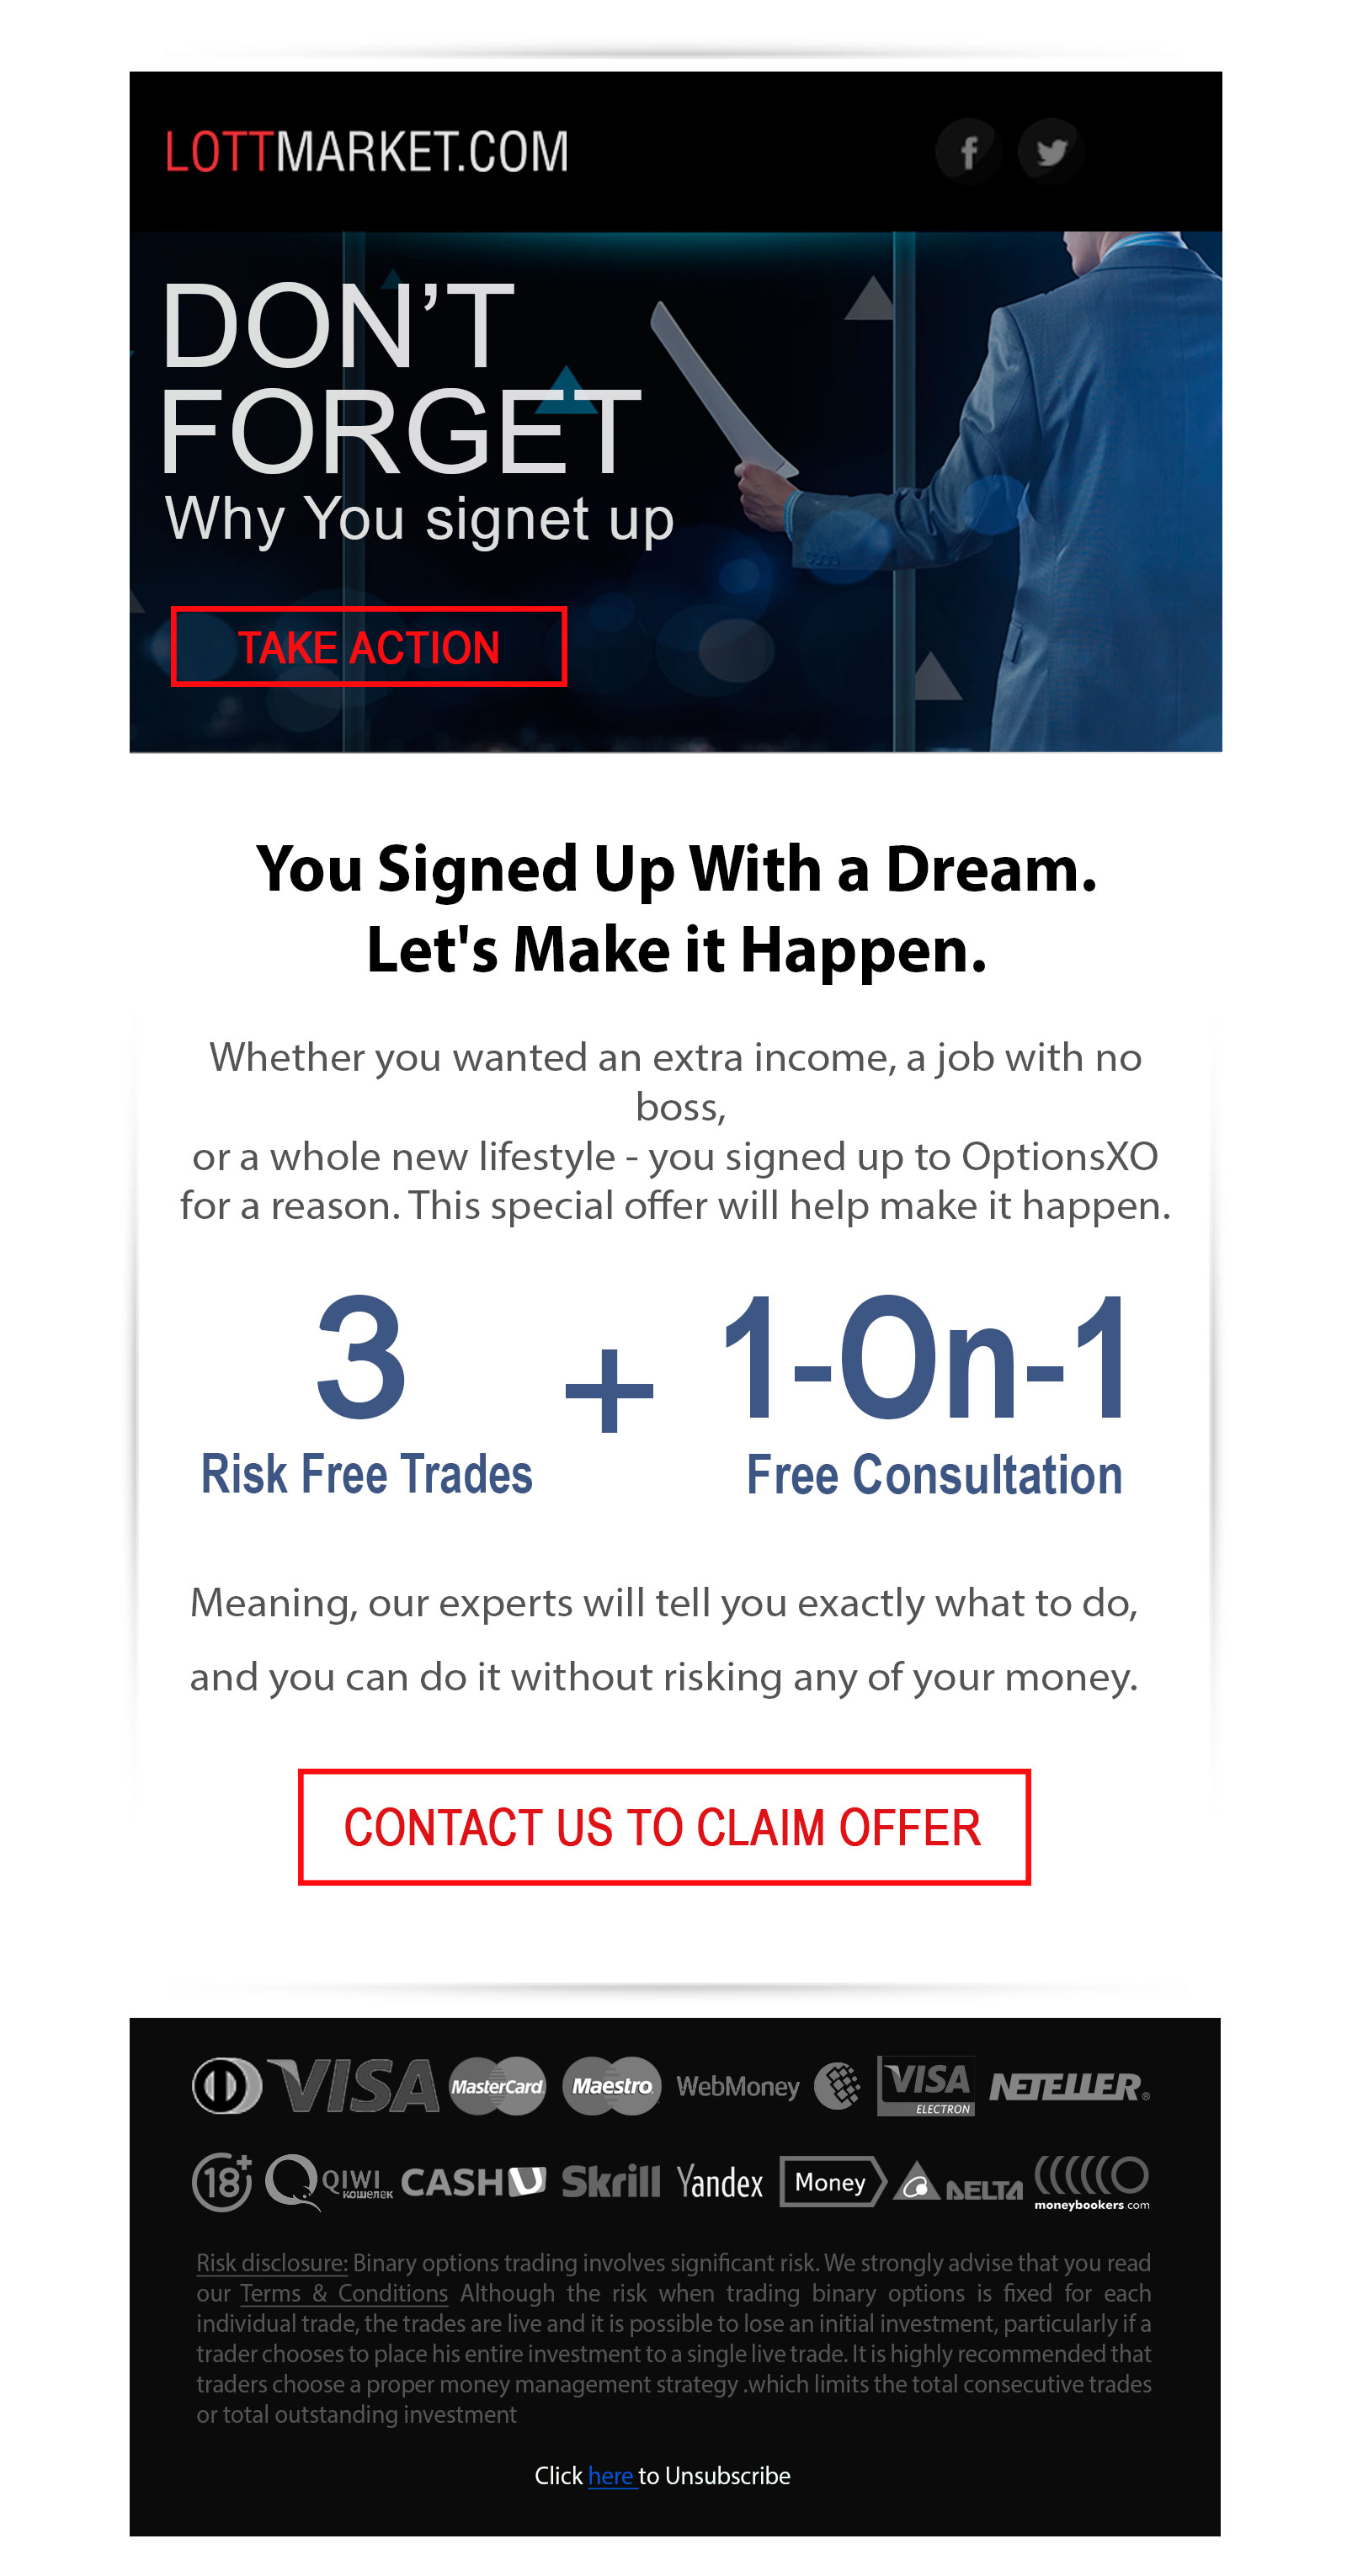 LOTTMARKET.COM
DON’T
FORGET
Why You signet up
TAKE ACTION
You Signed Up With a Dream.
Let's Make it Happen.
Whether you wanted an extra income, a job with no
boss,
or a whole new lifestyle - you signed up to OptionsXO
for a reason. This special offer will help make it happen.
3 + 1-On-1
Risk Free Trades Free Consultation
Meaning, our experts will tell you exactly what to do,
and you can do it without risking any of your money.
CONTACT US TO CLAIM OFFER
VISA MasterCard Maestro WebMoney VISA ELECTRON NETELLER®
18+ QIWI КОШЕЛЕК CASHU Skrill Yandex Money DELTA moneybookers.com
Risk disclosure: Binary options trading involves significant risk. We strongly advise that you read
our Terms & Conditions Although the risk when trading binary options is fixed for each
individual trade, the trades are live and it is possible to lose an initial investment, particularly if a
trader chooses to place his entire investment to a single live trade. It is highly recommended that
traders choose a proper money management strategy .which limits the total consecutive trades
or total outstanding investment
Click here to Unsubscribe